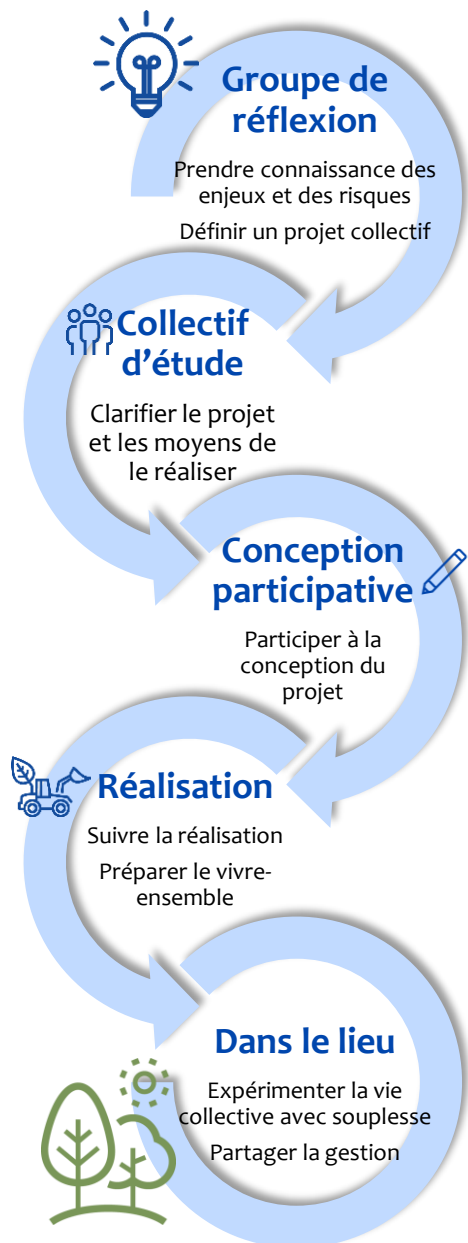 Groupe de
réflexion
Prendre connaissance des
enjeux et des risques
Définir un projet collectif
Collectif
d’étude
Clarifier le projet
et les moyens de
le réaliser
Conception
participative
Participer à la
conception du
projet
Réalisation
Suivre la réalisation
Préparer le vivre-
ensemble
Dans le lieu
Expérimenter la vie
collective avec souplesse
Partager la gestion